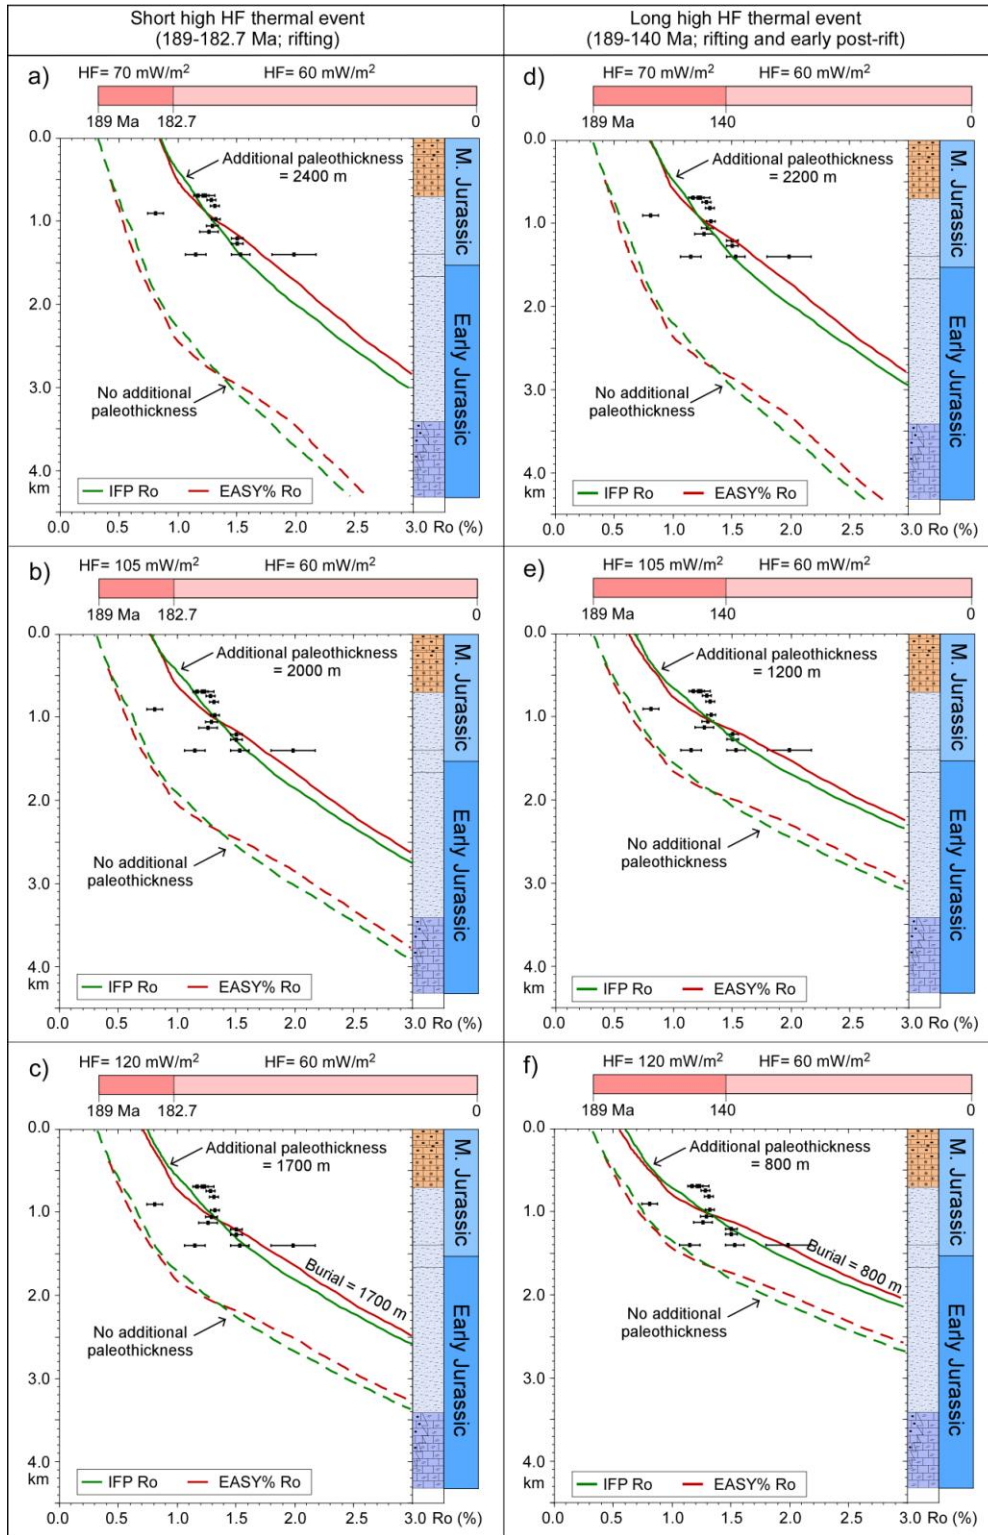 Short high HF thermal event
(189-182.7 Ma; rifting)
Long high HF thermal event
(189-140 Ma; rifting and early post-rift)
a)
HF= 70 mW/m²
HF= 60 mW/m²
189 Ma
182.7
0
0.0
1.0
2.0
3.0
4.0
km
Additional paleothickness
= 2400 m
No additional
paleothickness
IFP Ro
EASY% Ro
0.0
0.5
1.0
1.5
2.0
2.5
3.0 Ro (%)
M. Jurassic
Early Jurassic
d)
HF= 70 mW/m²
HF= 60 mW/m²
189 Ma
140
0
0.0
1.0
2.0
3.0
4.0
km
Additional paleothickness
= 2200 m
No additional
paleothickness
IFP Ro
EASY% Ro
0.0
0.5
1.0
1.5
2.0
2.5
3.0 Ro (%)
M. Jurassic
Early Jurassic
b)
HF= 105 mW/m²
HF= 60 mW/m²
189 Ma
182.7
0
0.0
1.0
2.0
3.0
4.0
km
Additional paleothickness
= 2000 m
No additional
paleothickness
IFP Ro
EASY% Ro
0.0
0.5
1.0
1.5
2.0
2.5
3.0 Ro (%)
M. Jurassic
Early Jurassic
e)
HF= 105 mW/m²
HF= 60 mW/m²
189 Ma
140
0
0.0
1.0
2.0
3.0
4.0
km
Additional paleothickness
= 1200 m
No additional
paleothickness
IFP Ro
EASY% Ro
0.0
0.5
1.0
1.5
2.0
2.5
3.0 Ro (%)
M. Jurassic
Early Jurassic
c)
HF= 120 mW/m²
HF= 60 mW/m²
189 Ma
182.7
0
0.0
1.0
2.0
3.0
4.0
km
Additional paleothickness
= 1700 m
Burial = 1700 m
No additional
paleothickness
IFP Ro
EASY% Ro
0.0
0.5
1.0
1.5
2.0
2.5
3.0 Ro (%)
M. Jurassic
Early Jurassic
f)
HF= 120 mW/m²
HF= 60 mW/m²
189 Ma
140
0
0.0
1.0
2.0
3.0
4.0
km
Additional paleothickness
= 800 m
Burial = 800 m
No additional
paleothickness
IFP Ro
EASY% Ro
0.0
0.5
1.0
1.5
2.0
2.5
3.0 Ro (%)
M. Jurassic
Early Jurassic